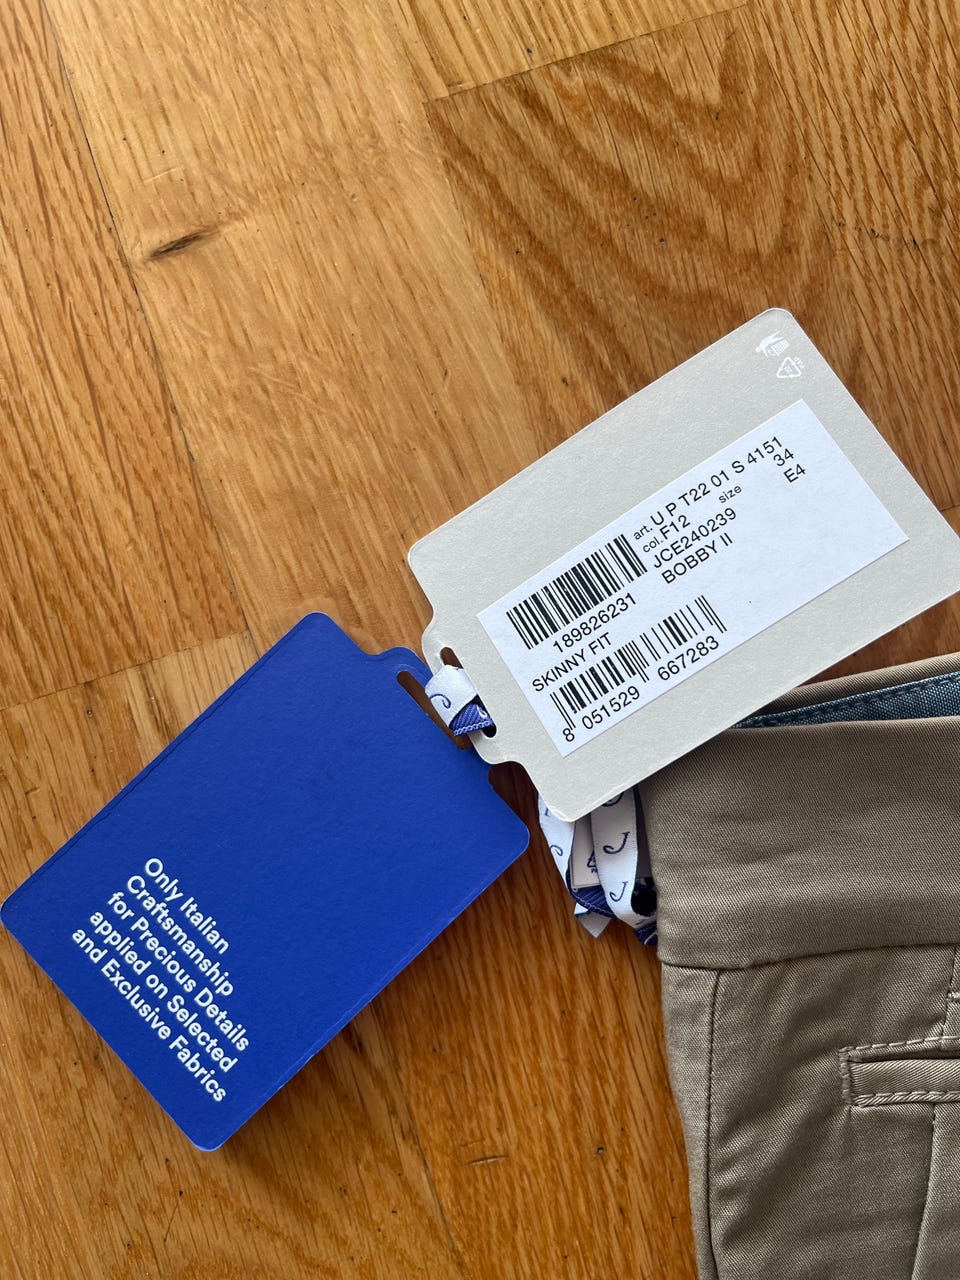 art. U P T22 01 S 4151
col. F12 size 34
JCE240239 E4
BOBBY II
189826231
SKINNY FIT
8 051529 667283
Only Italian
Craftsmanship
for Precious Details
applied on Selected
and Exclusive Fabrics
J
J